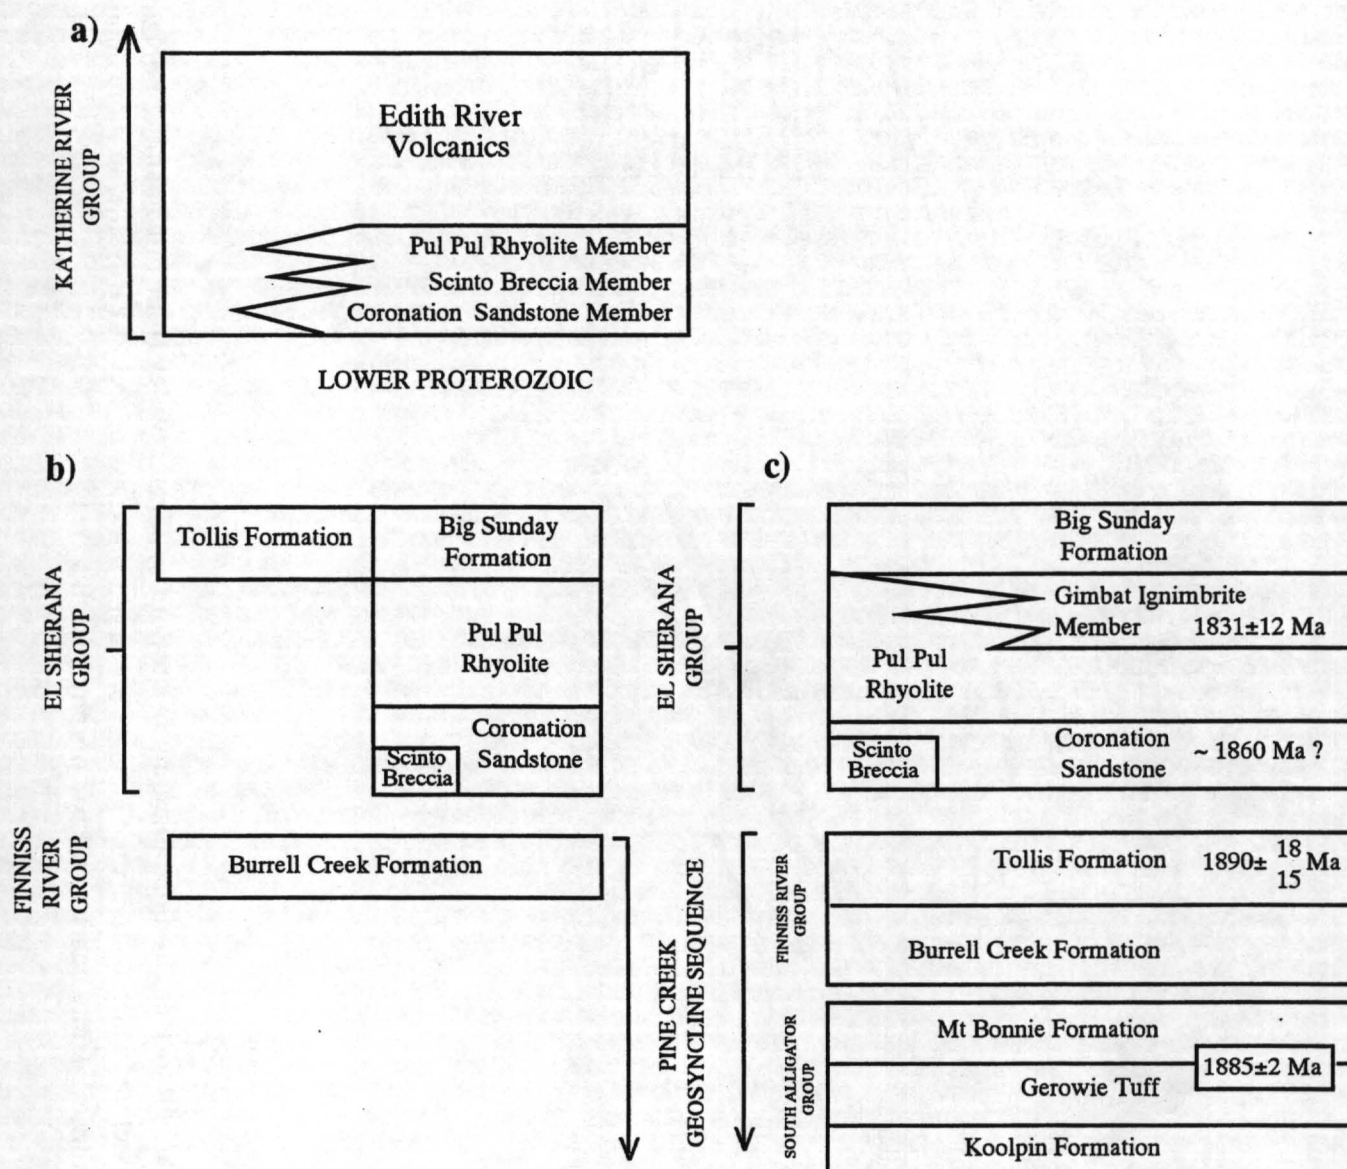 a)
KATHERINE RIVER
GROUP
Edith River
Volcanics
Pul Pul Rhyolite Member
Scinto Breccia Member
Coronation Sandstone Member
LOWER PROTEROZOIC
b)
EL SHERANA
GROUP
Tollis Formation
Big Sunday
Formation
Pul Pul
Rhyolite
Coronation
Sandstone
Scinto
Breccia
FINNISS
RIVER
GROUP
Burrell Creek Formation
PINE CREEK
GEOSYNCLINE SEQUENCE
c)
EL SHERANA
GROUP
Big Sunday
Formation
Gimbat Ignimbrite
Member 1831±12 Ma
Pul Pul
Rhyolite
Scinto
Breccia
Coronation
Sandstone
~ 1860 Ma ?
FINNISS RIVER
GROUP
Tollis Formation 1890± 18 Ma
15
Burrell Creek Formation
SOUTH ALLIGATOR
GROUP
Mt Bonnie Formation
1885±2 Ma
Gerowie Tuff
Koolpin Formation